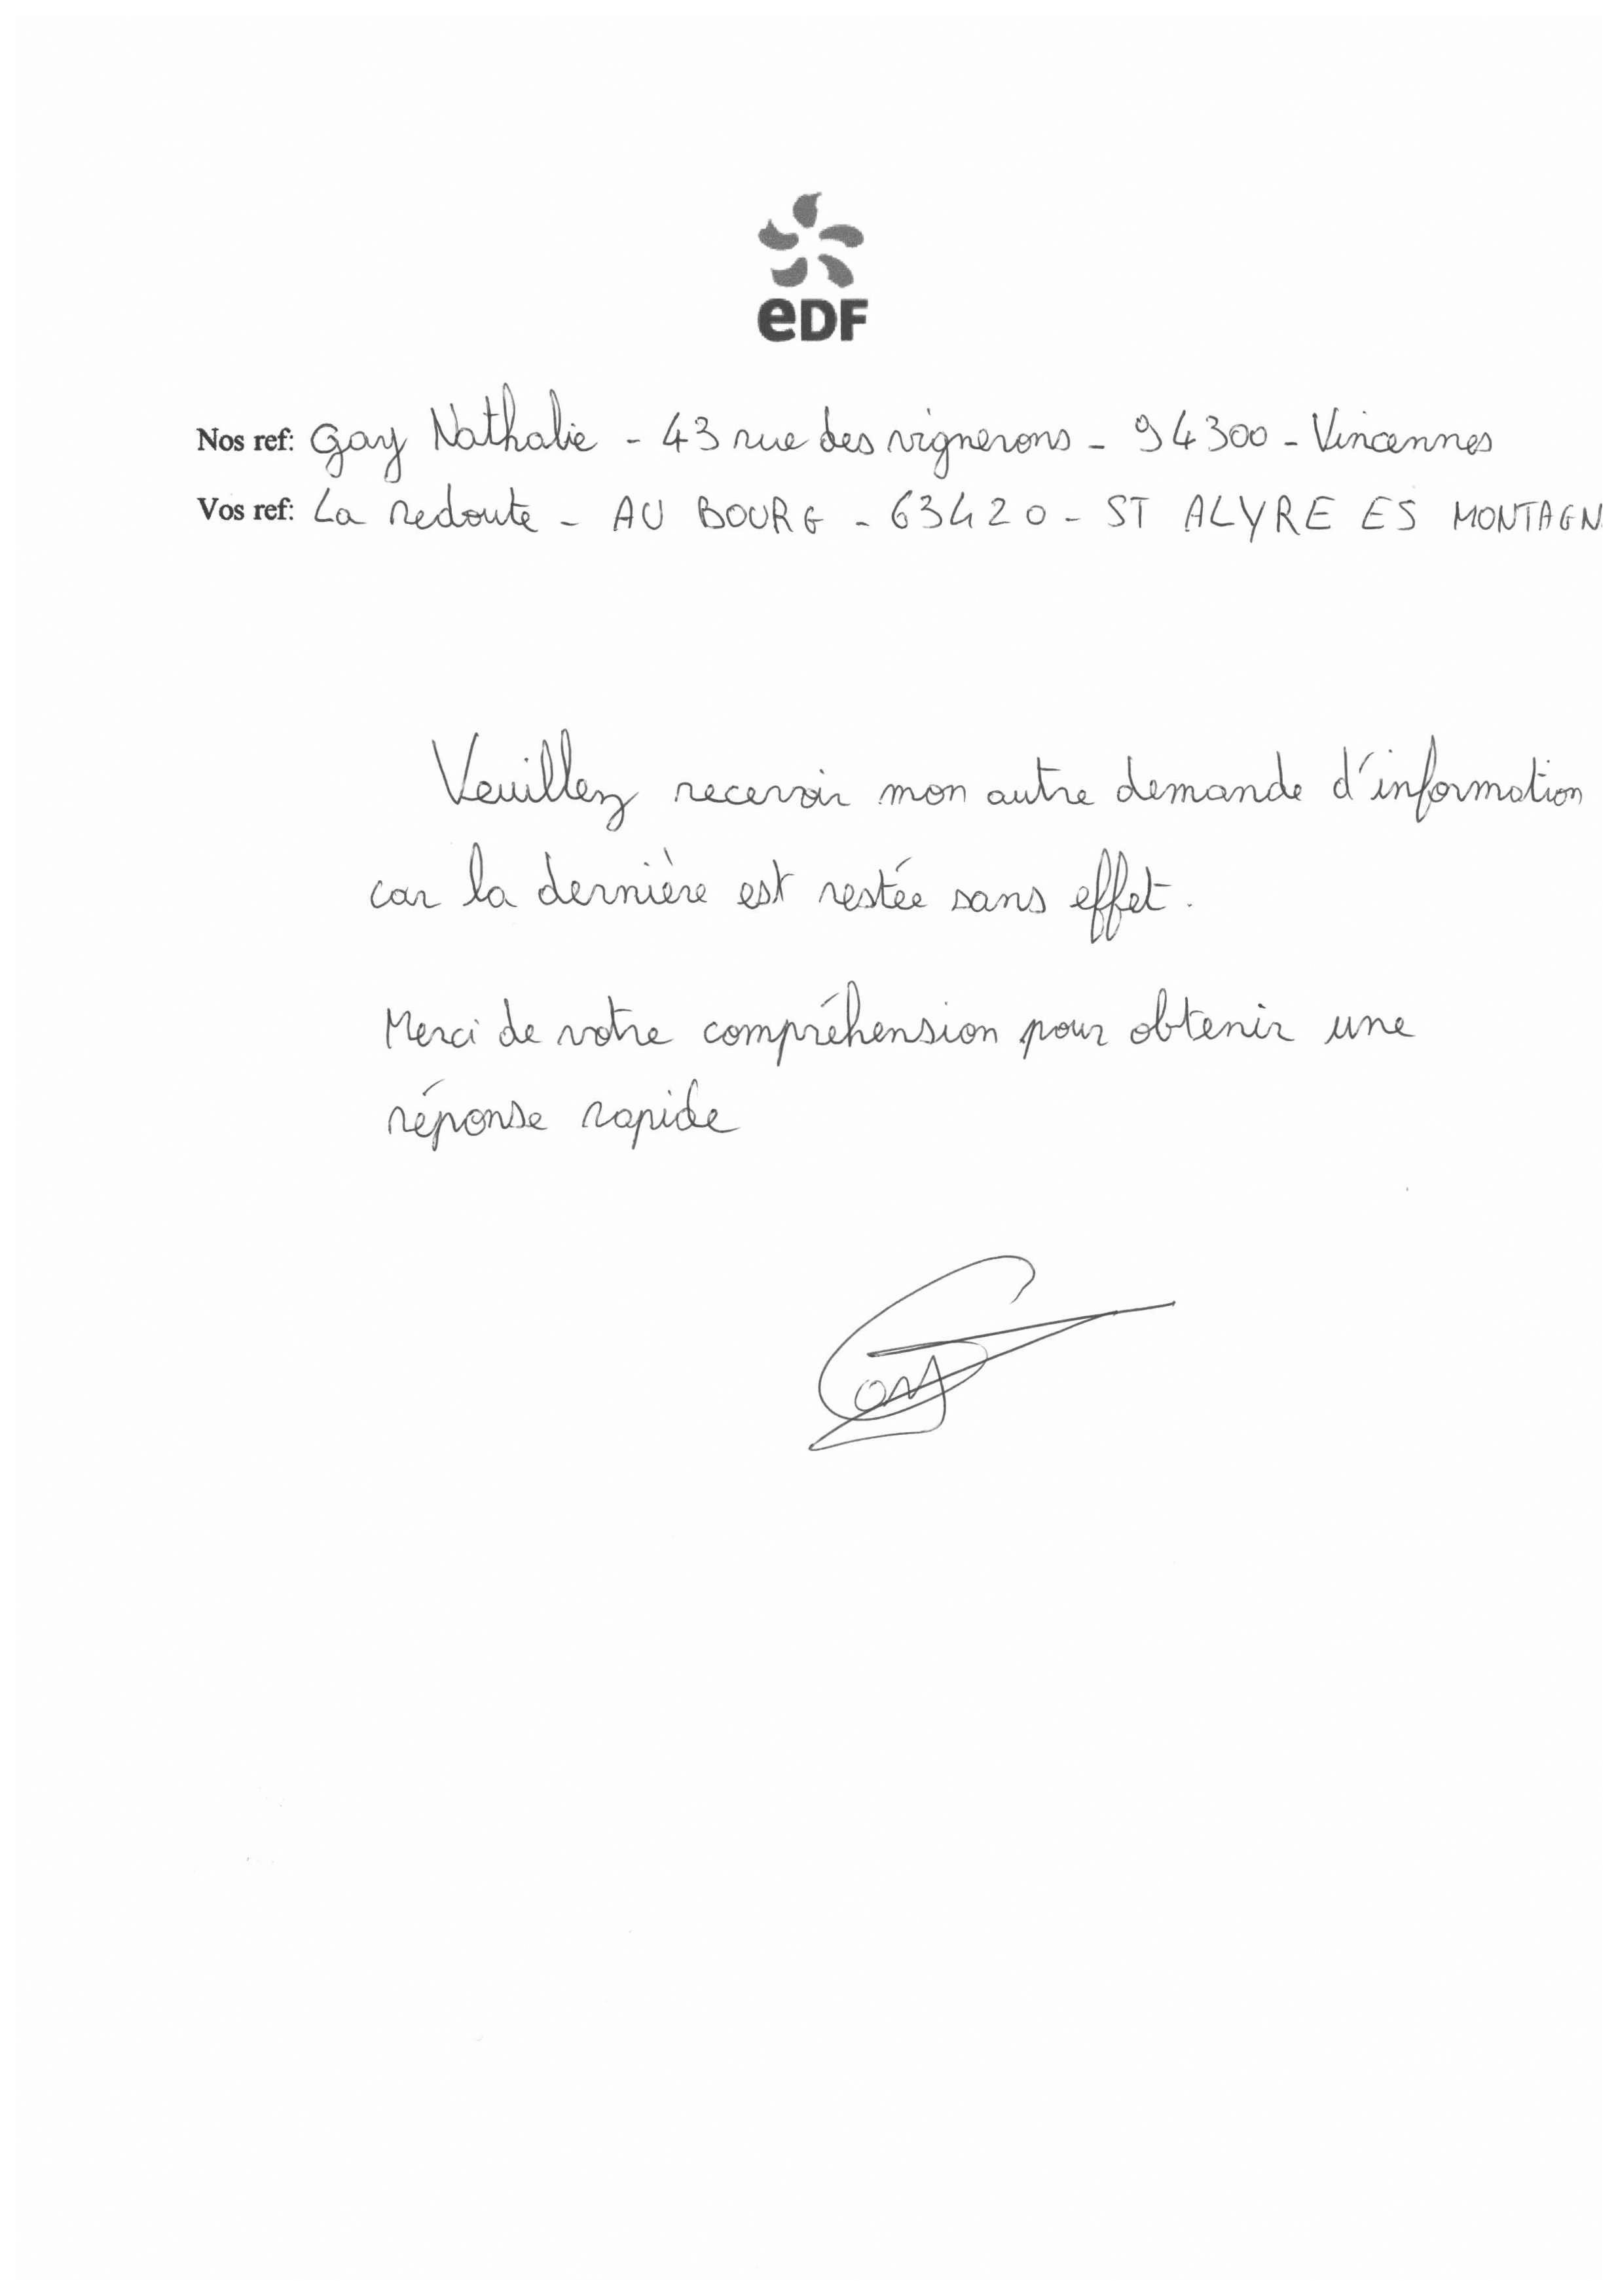 eDF
Nos ref: Gay Nathalie - 43 rue des vignerons - 94300 - Vincennes
Vos ref: La redoute - AU BOURG - 63420 - ST ALYRE ES MONTAGN
Veuillez recevoir mon autre demande d'information
car la dernière est restée sans effet.
Merci de votre compréhension pour obtenir une
réponse rapide
Gay